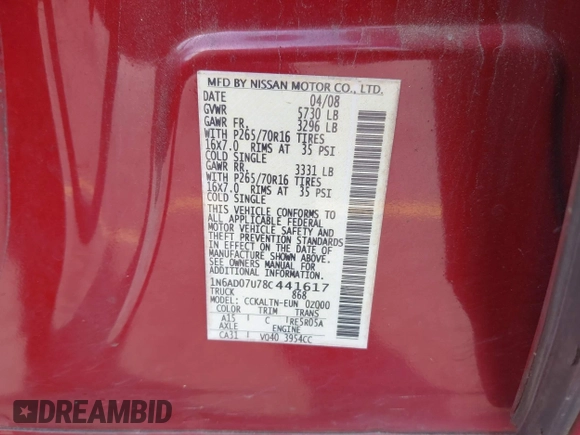 MFD BY NISSAN MOTOR CO., LTD.
DATE 04/08
GVWR 5730 LB
GAWR FR. 3296 LB
WITH P265/70R16 TIRES
16X7.0 RIMS AT 35 PSI
COLD SINGLE
GAWR RR. 3331 LB
WITH P265/70R16 TIRES
16X7.0 RIMS AT 35 PSI
COLD SINGLE
THIS VEHICLE CONFORMS TO
ALL APPLICABLE FEDERAL
MOTOR VEHICLE SAFETY AND
THEFT PREVENTION STANDARDS
IN EFFECT ON THE DATE OF
MANUFACTURE SHOWN ABOVE.
SEE OWNERS MANUAL FOR
ADDITIONAL INFORMATION.
1N6AD07U78C441617
TRUCK 868
MODEL: CCKALTN-EUN 02000
COLOR TRIM TRANS
A15 C RE5R05A
AXLE ENGINE
CA31 VQ40 3954CC
DREAMBID